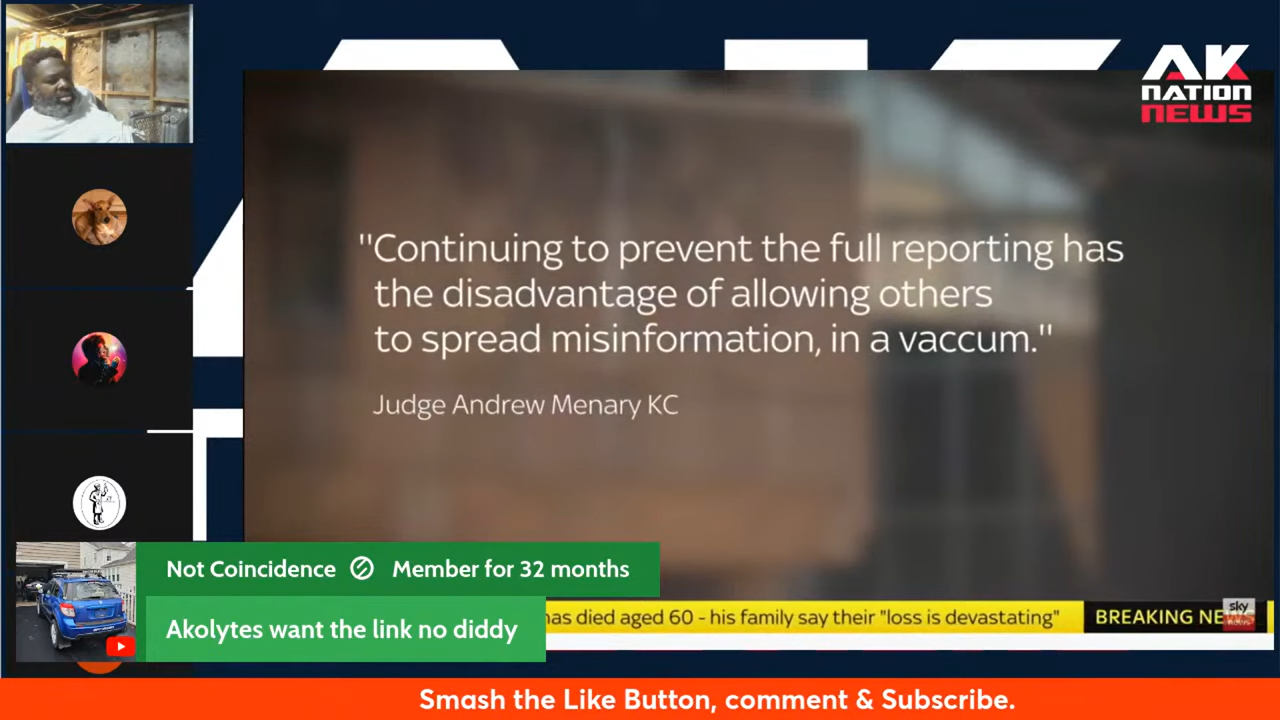 AK
NATION
NEWS
"Continuing to prevent the full reporting has
the disadvantage of allowing others
to spread misinformation, in a vaccum."
Judge Andrew Menary KC
Not Coincidence Member for 32 months
Akolytes want the link no diddy
has died aged 60 - his family say their "loss is devastating"
BREAKING NE
sky
news
Smash the Like Button, comment & Subscribe.